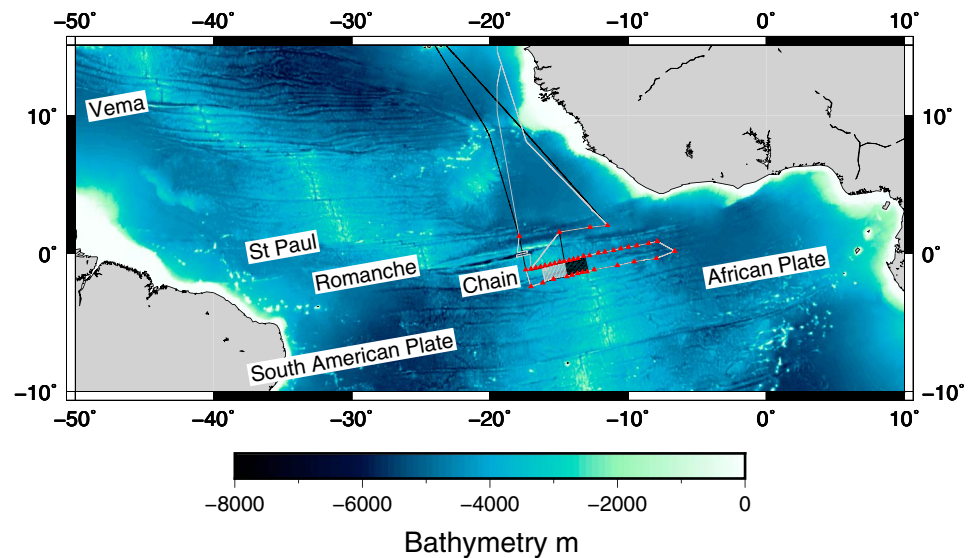 −50˚ −40˚ −30˚ −20˚ −10˚ 0˚ 10˚
Vema
10˚ 10˚
St Paul
0˚ 0˚
Romanche
Chain
African Plate
South American Plate
−10˚ −10˚
−50˚ −40˚ −30˚ −20˚ −10˚ 0˚ 10˚
−8000 −6000 −4000 −2000 0
Bathymetry m